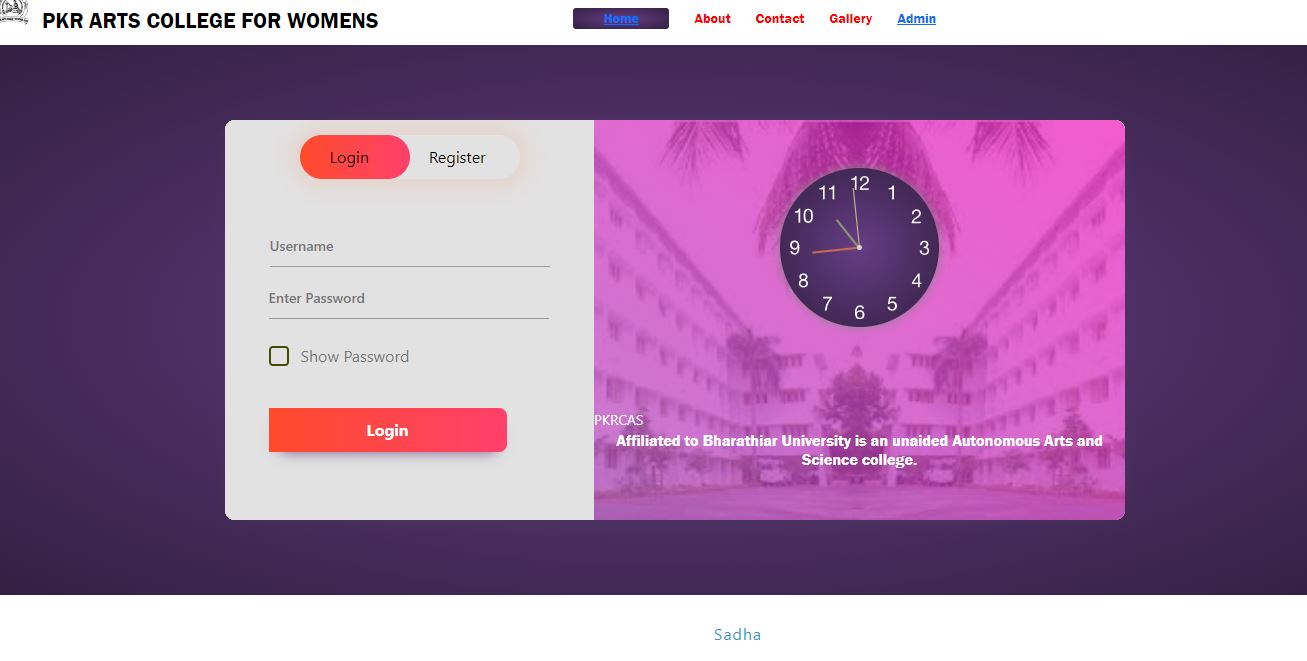 PKR ARTS COLLEGE FOR WOMENS
Home About Contact Gallery Admin
Login Register
Username
Enter Password
Show Password
Login
12
11 1
10 2
9 3
8 4
7 5
6
PKRCAS
Affiliated to Bharathiar University is an unaided Autonomous Arts and
Science college.
Sadha